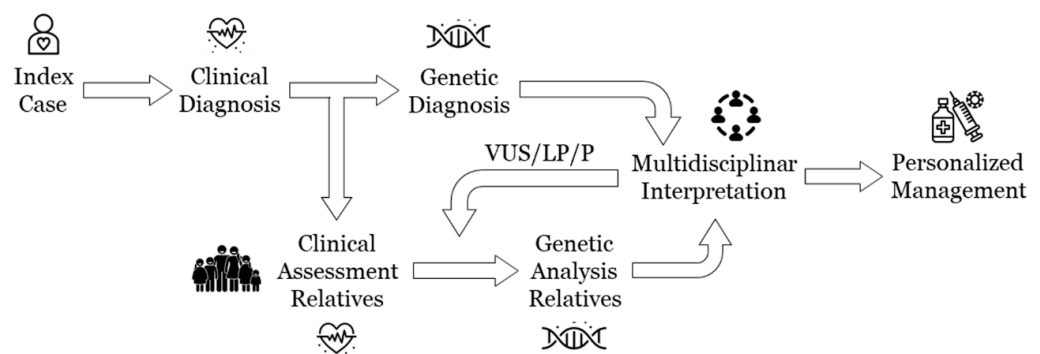 Index
Case
Clinical
Diagnosis
Genetic
Diagnosis
VUS/LP/P
Multidisciplinar
Interpretation
Personalized
Management
Clinical
Assessment
Relatives
Genetic
Analysis
Relatives